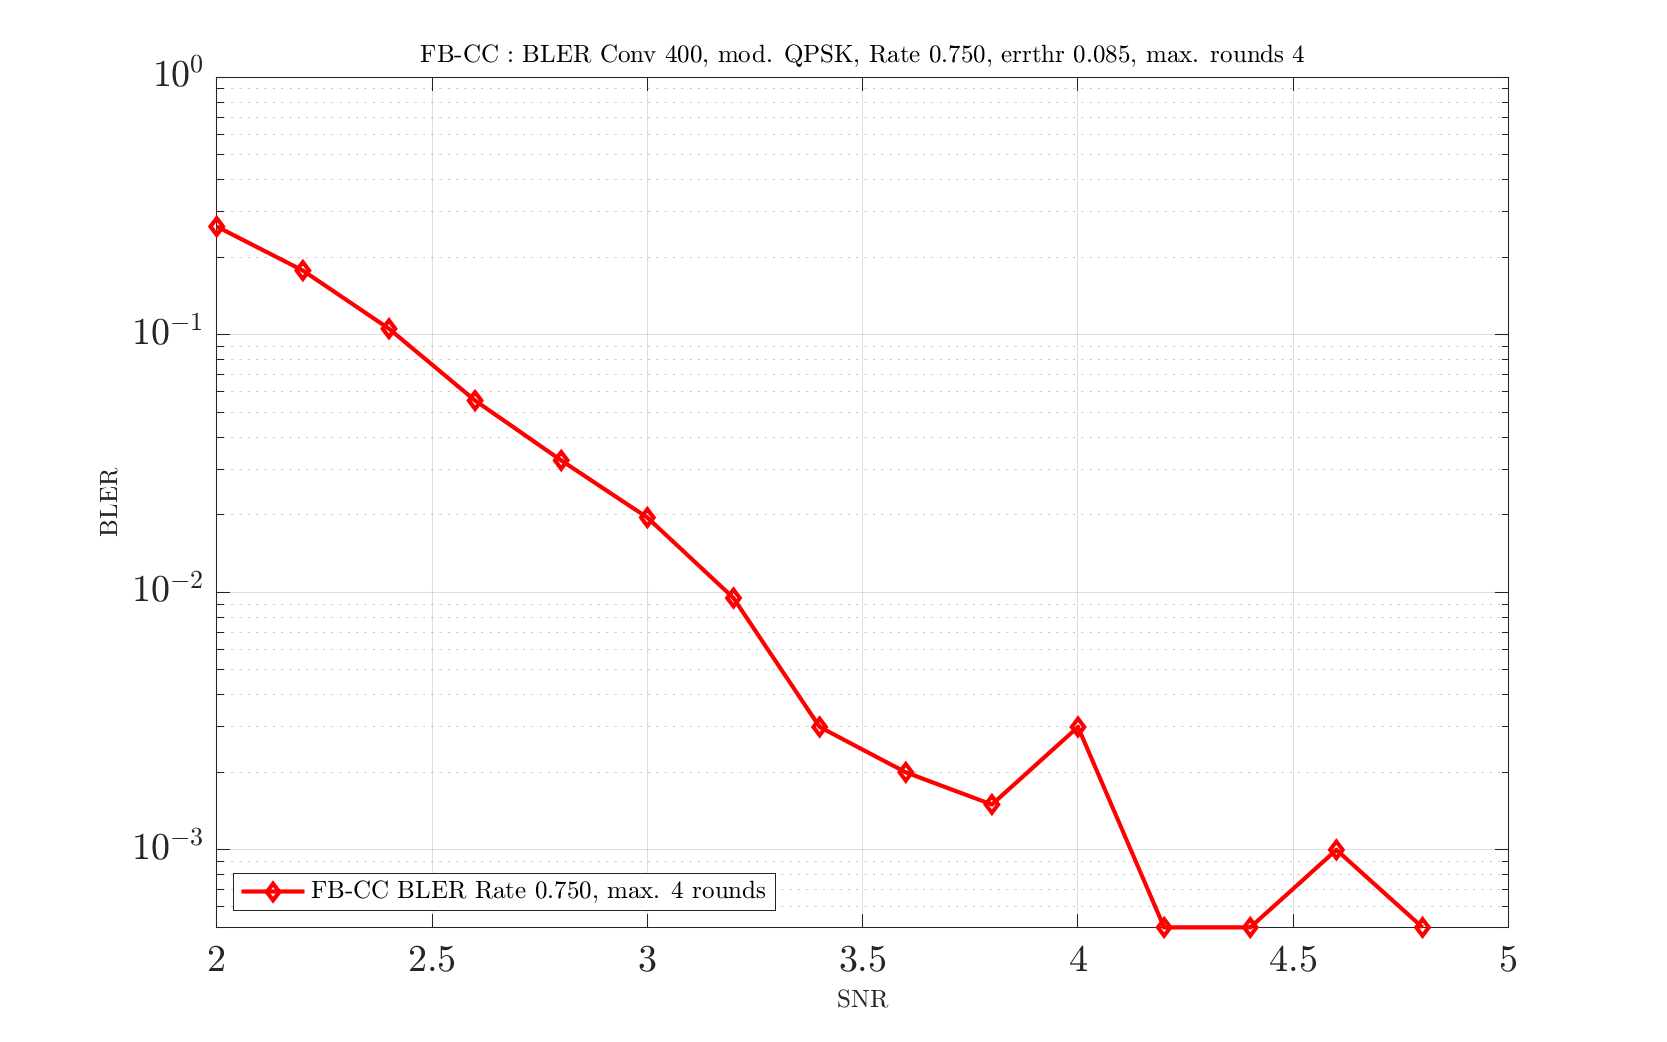 FB-CC : BLER Conv 400, mod. QPSK, Rate 0.750, errthr 0.085, max. rounds 4
10^0
10^{-1}
10^{-2}
10^{-3}
BLER
FB-CC BLER Rate 0.750, max. 4 rounds
2 2.5 3 3.5 4 4.5 5
SNR